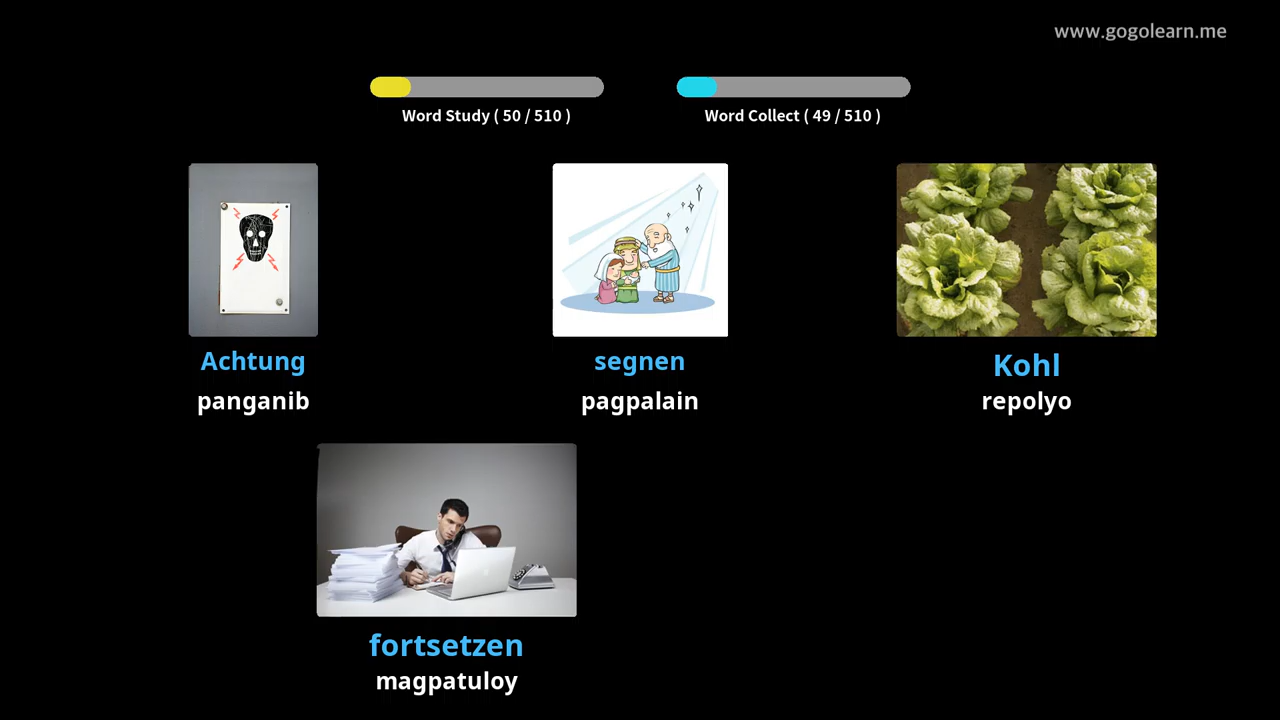 www.gogolearn.me
Word Study ( 50 / 510 )
Word Collect ( 49 / 510 )
Achtung
panganib
segnen
pagpalain
Kohl
repolyo
fortsetzen
magpatuloy